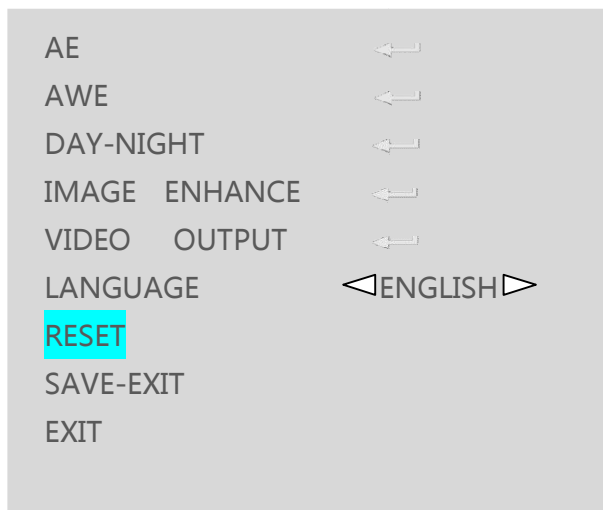 AE
AWE
DAY-NIGHT
IMAGE ENHANCE
VIDEO OUTPUT
LANGUAGE ENGLISH
RESET
SAVE-EXIT
EXIT